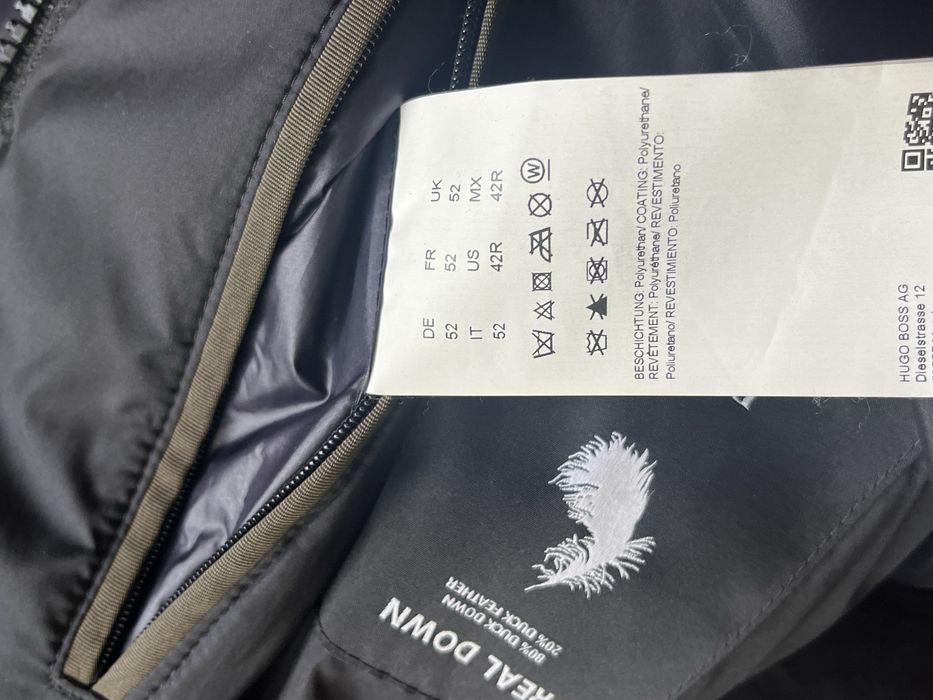 DE FR UK
52 52 52
IT US MX
52 42R 42R
W
BESCHICHTUNG: Polyurethan/ COATING: Polyurethane/
REVÊTEMENT: Polyuréthane/ REVESTIMENTO:
Poliuretano/ REVESTIMIENTO: Poliuretano
HUGO BOSS AG
Dieselstrasse 12
REAL DOWN
80% DUCK DOWN
20% DUCK FEATHER